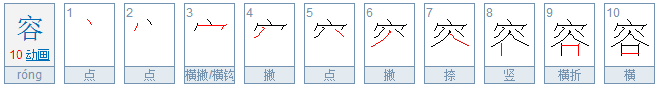 容 1 2 3 4 5 6 7 8 9 10
10 动画
róng 点 点 横撇/横钩 撇 点 撇 捺 竖 横折 横